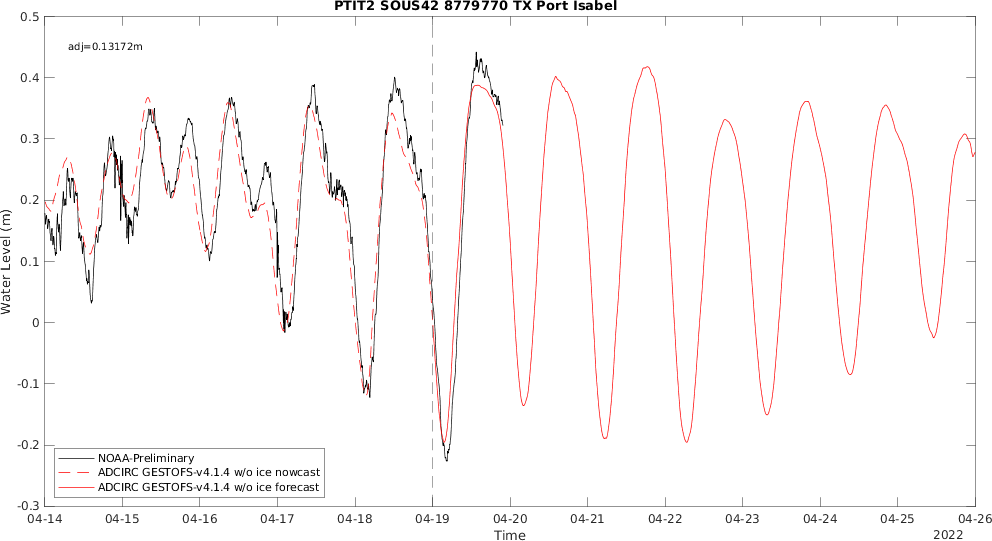 PTIT2 SOUS42 8779770 TX Port Isabel
adj=0.13172m
0.5
0.4
0.3
0.2
0.1
0
-0.1
-0.2
-0.3
Water Level (m)
NOAA-Preliminary
ADCIRC GESTOFS-v4.1.4 w/o ice nowcast
ADCIRC GESTOFS-v4.1.4 w/o ice forecast
04-14 04-15 04-16 04-17 04-18 04-19 04-20 04-21 04-22 04-23 04-24 04-25 04-26
Time
2022